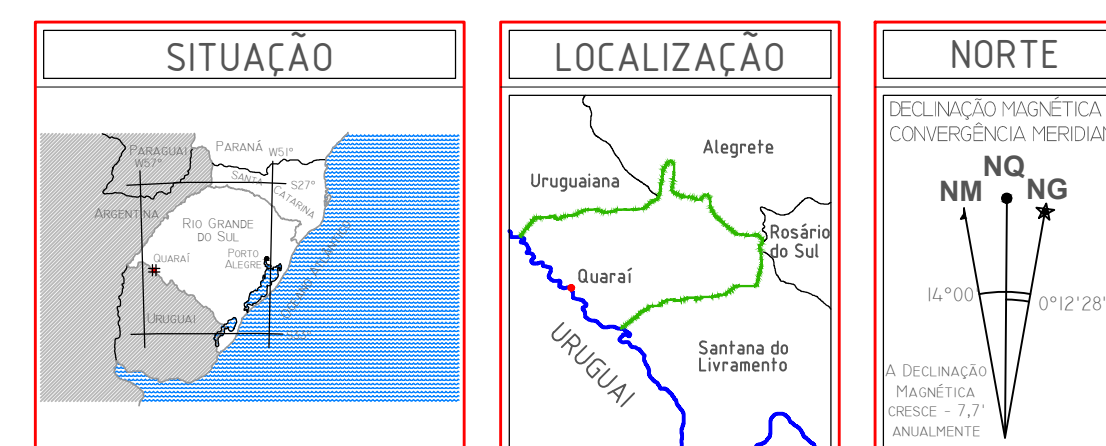 SITUAÇÃO
PARAGUAI
W57°
PARANÁ
W51°
SANTA
CATARINA
S27°
ARGENTINA
RIO GRANDE
DO SUL
QUARAÍ
PORTO
ALEGRE
URUGUAI
LOCALIZAÇÃO
Alegrete
Uruguaiana
Rosário
do Sul
Quaraí
Santana do
Livramento
URUGUAI
NORTE
DECLINAÇÃO MAGNÉTICA
CONVERGÊNCIA
NQ
NM
NG
14°00
0°12'28"
A DECLINAÇÃO
MAGNÉTICA
CRESCE - 7,7'
ANUALMENTE